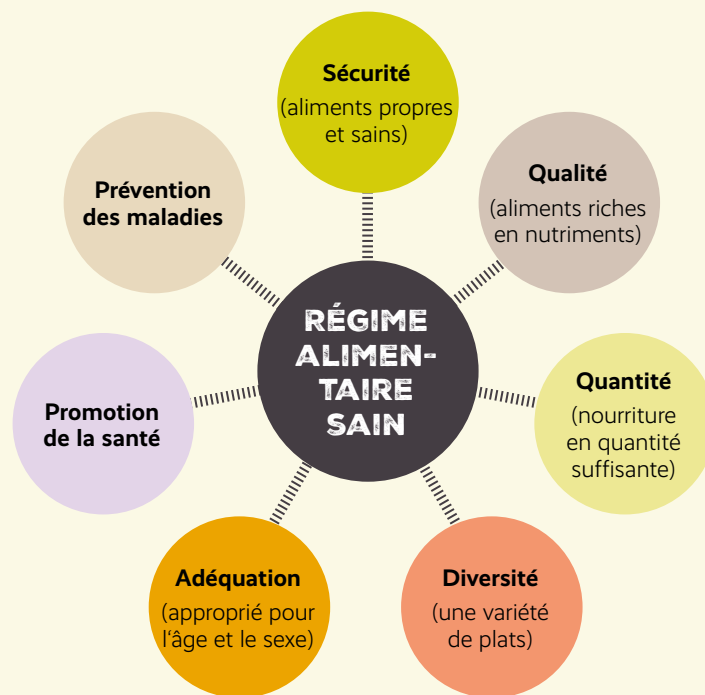 Sécurité
(aliments propres
et sains)
Qualité
(aliments riches
en nutriments)
Quantité
(nourriture
en quantité
suffisante)
Diversité
(une variété
de plats)
Adéquation
(approprié pour
l'âge et le sexe)
Promotion
de la santé
Prévention
des maladies
RÉGIME
ALIMEN-
TAIRE
SAIN